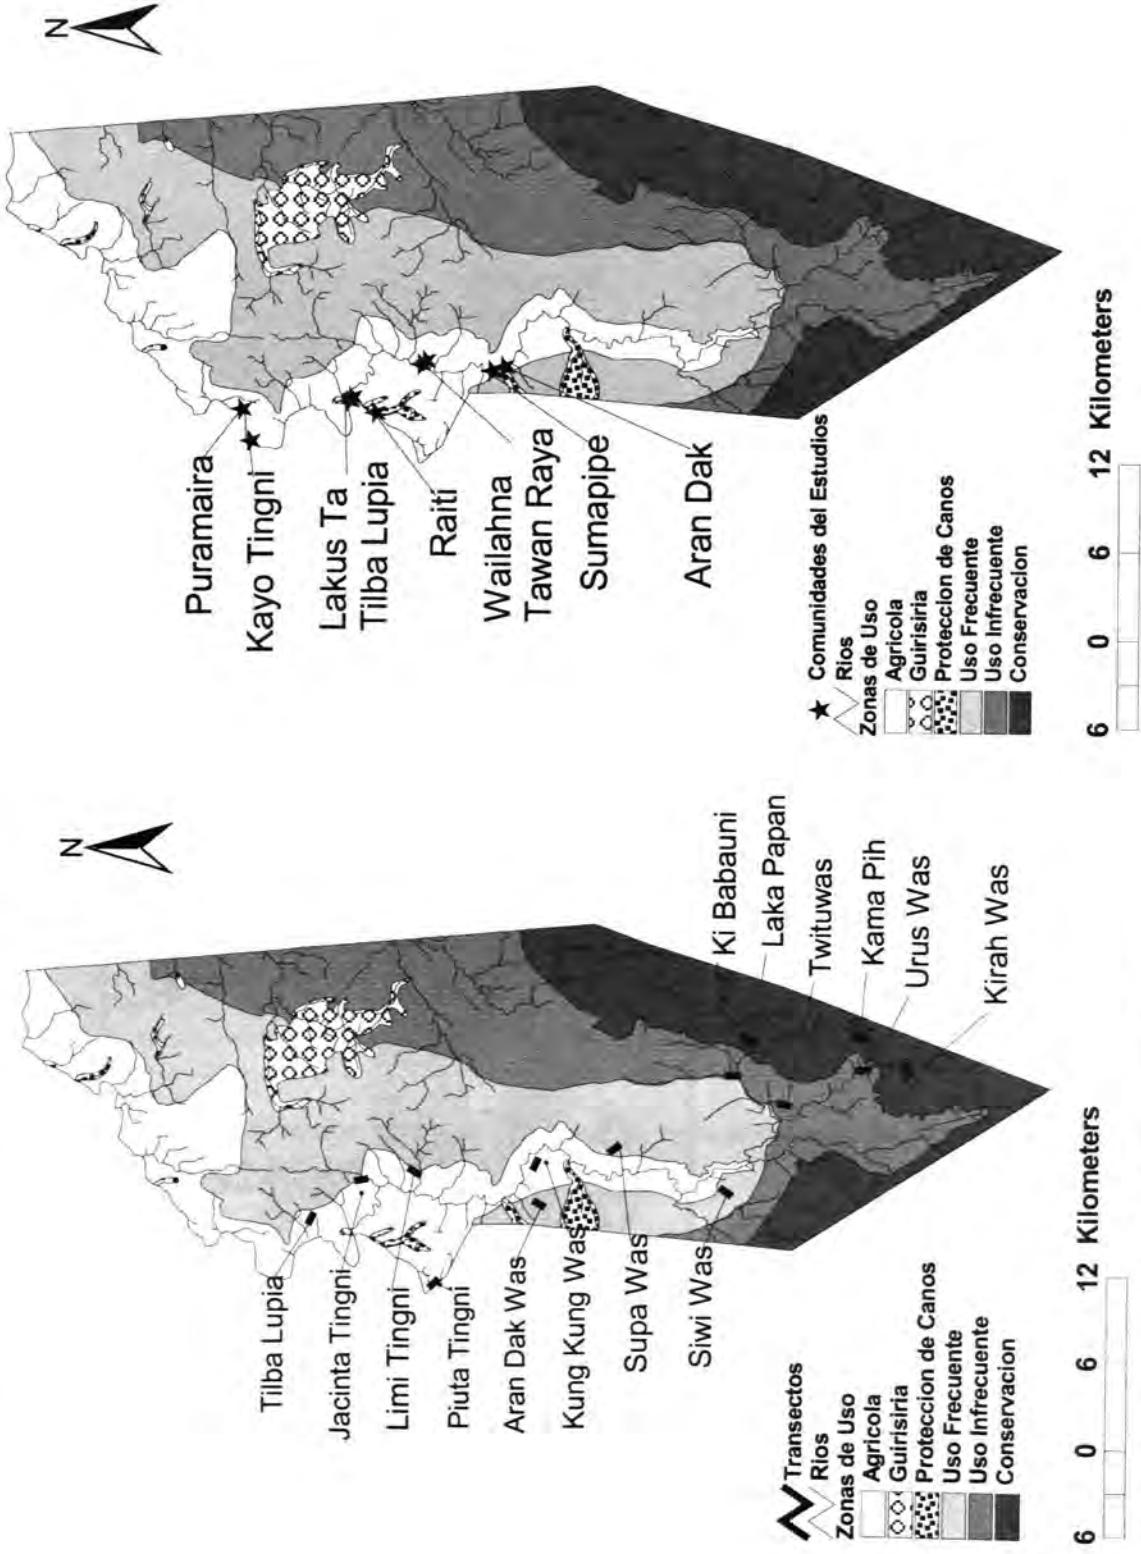 N
Puramaira
Kayo Tingni
Lakus Ta
Tilba Lupia
Raiti
Wailahna
Tawan Raya
Sumapipe
Aran Dak
Comunidades del Estudios
Rios
Zonas de Uso
Agricola
Guirisiria
Proteccion de Canos
Uso Frecuente
Uso Infrecuente
Conservacion
6 0 6 12 Kilometers
N
Tilba Lupia
Jacinta Tingni
Limi Tingni
Piuta Tingni
Aran Dak Was
Kung Kung Was
Supa Was
Siwi Was
Ki Babauni
Laka Papan
Twituwas
Kama Pih
Urus Was
Kirah Was
Transectos
Rios
Zonas de Uso
Agricola
Guirisiria
Proteccion de Canos
Uso Frecuente
Uso Infrecuente
Conservacion
6 0 6 12 Kilometers